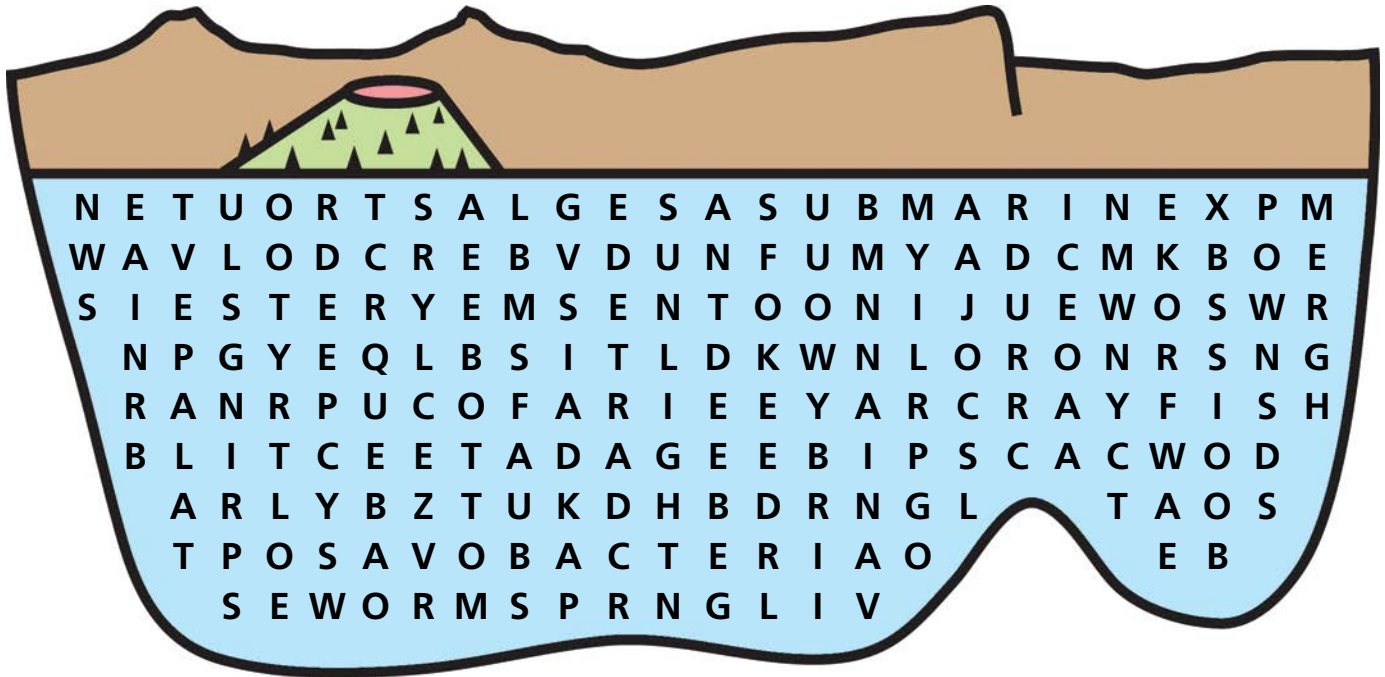 N E T U O R T S A L G E S A S U B M A R I N E X P M
W A V L O D C R E B V D U N F U M Y A D C M K B O E
S I E S T E R Y E M S E N T O O N I J U E W O S W R
N P G Y E Q L B S I T L D K W N L O R O N R S N G
R A N R P U C O F A R I E E Y A R C R A Y F I S H
B L I T C E E T A D A G E E B I P S C A C W O D
A R L Y B Z T U K D H B D R N G L T A O S
T P O S A V O B A C T E R I A O E B
S E W O R M S P R N G L I V